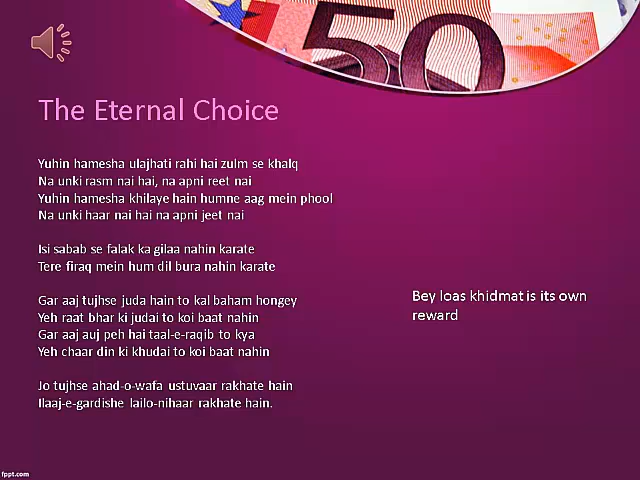 50
The Eternal Choice
Yuhin hamesha ulajhati rahi hai zulm se khalq
Na unki rasm nai hai, na apni reet nai
Yuhin hamesha khilaye hain humne aag mein phool
Na unki haar nai hai na apni jeet nai
Isi sabab se falak ka gilaa nahin karate
Tere firaq mein hum dil bura nahin karate
Gar aaj tujhse juda hain to kal baham hongey
Yeh raat bhar ki judai to koi baat nahin
Gar aaj auj peh hai taal-e-raqib to kya
Yeh chaar din ki khudai to koi baat nahin
Jo tujhse ahad-o-wafa ustuvaar rakhate hain
Ilaaj-e-gardishe lailo-nihaar rakhate hain.
Bey loas khidmat is its own
reward
fppt.com